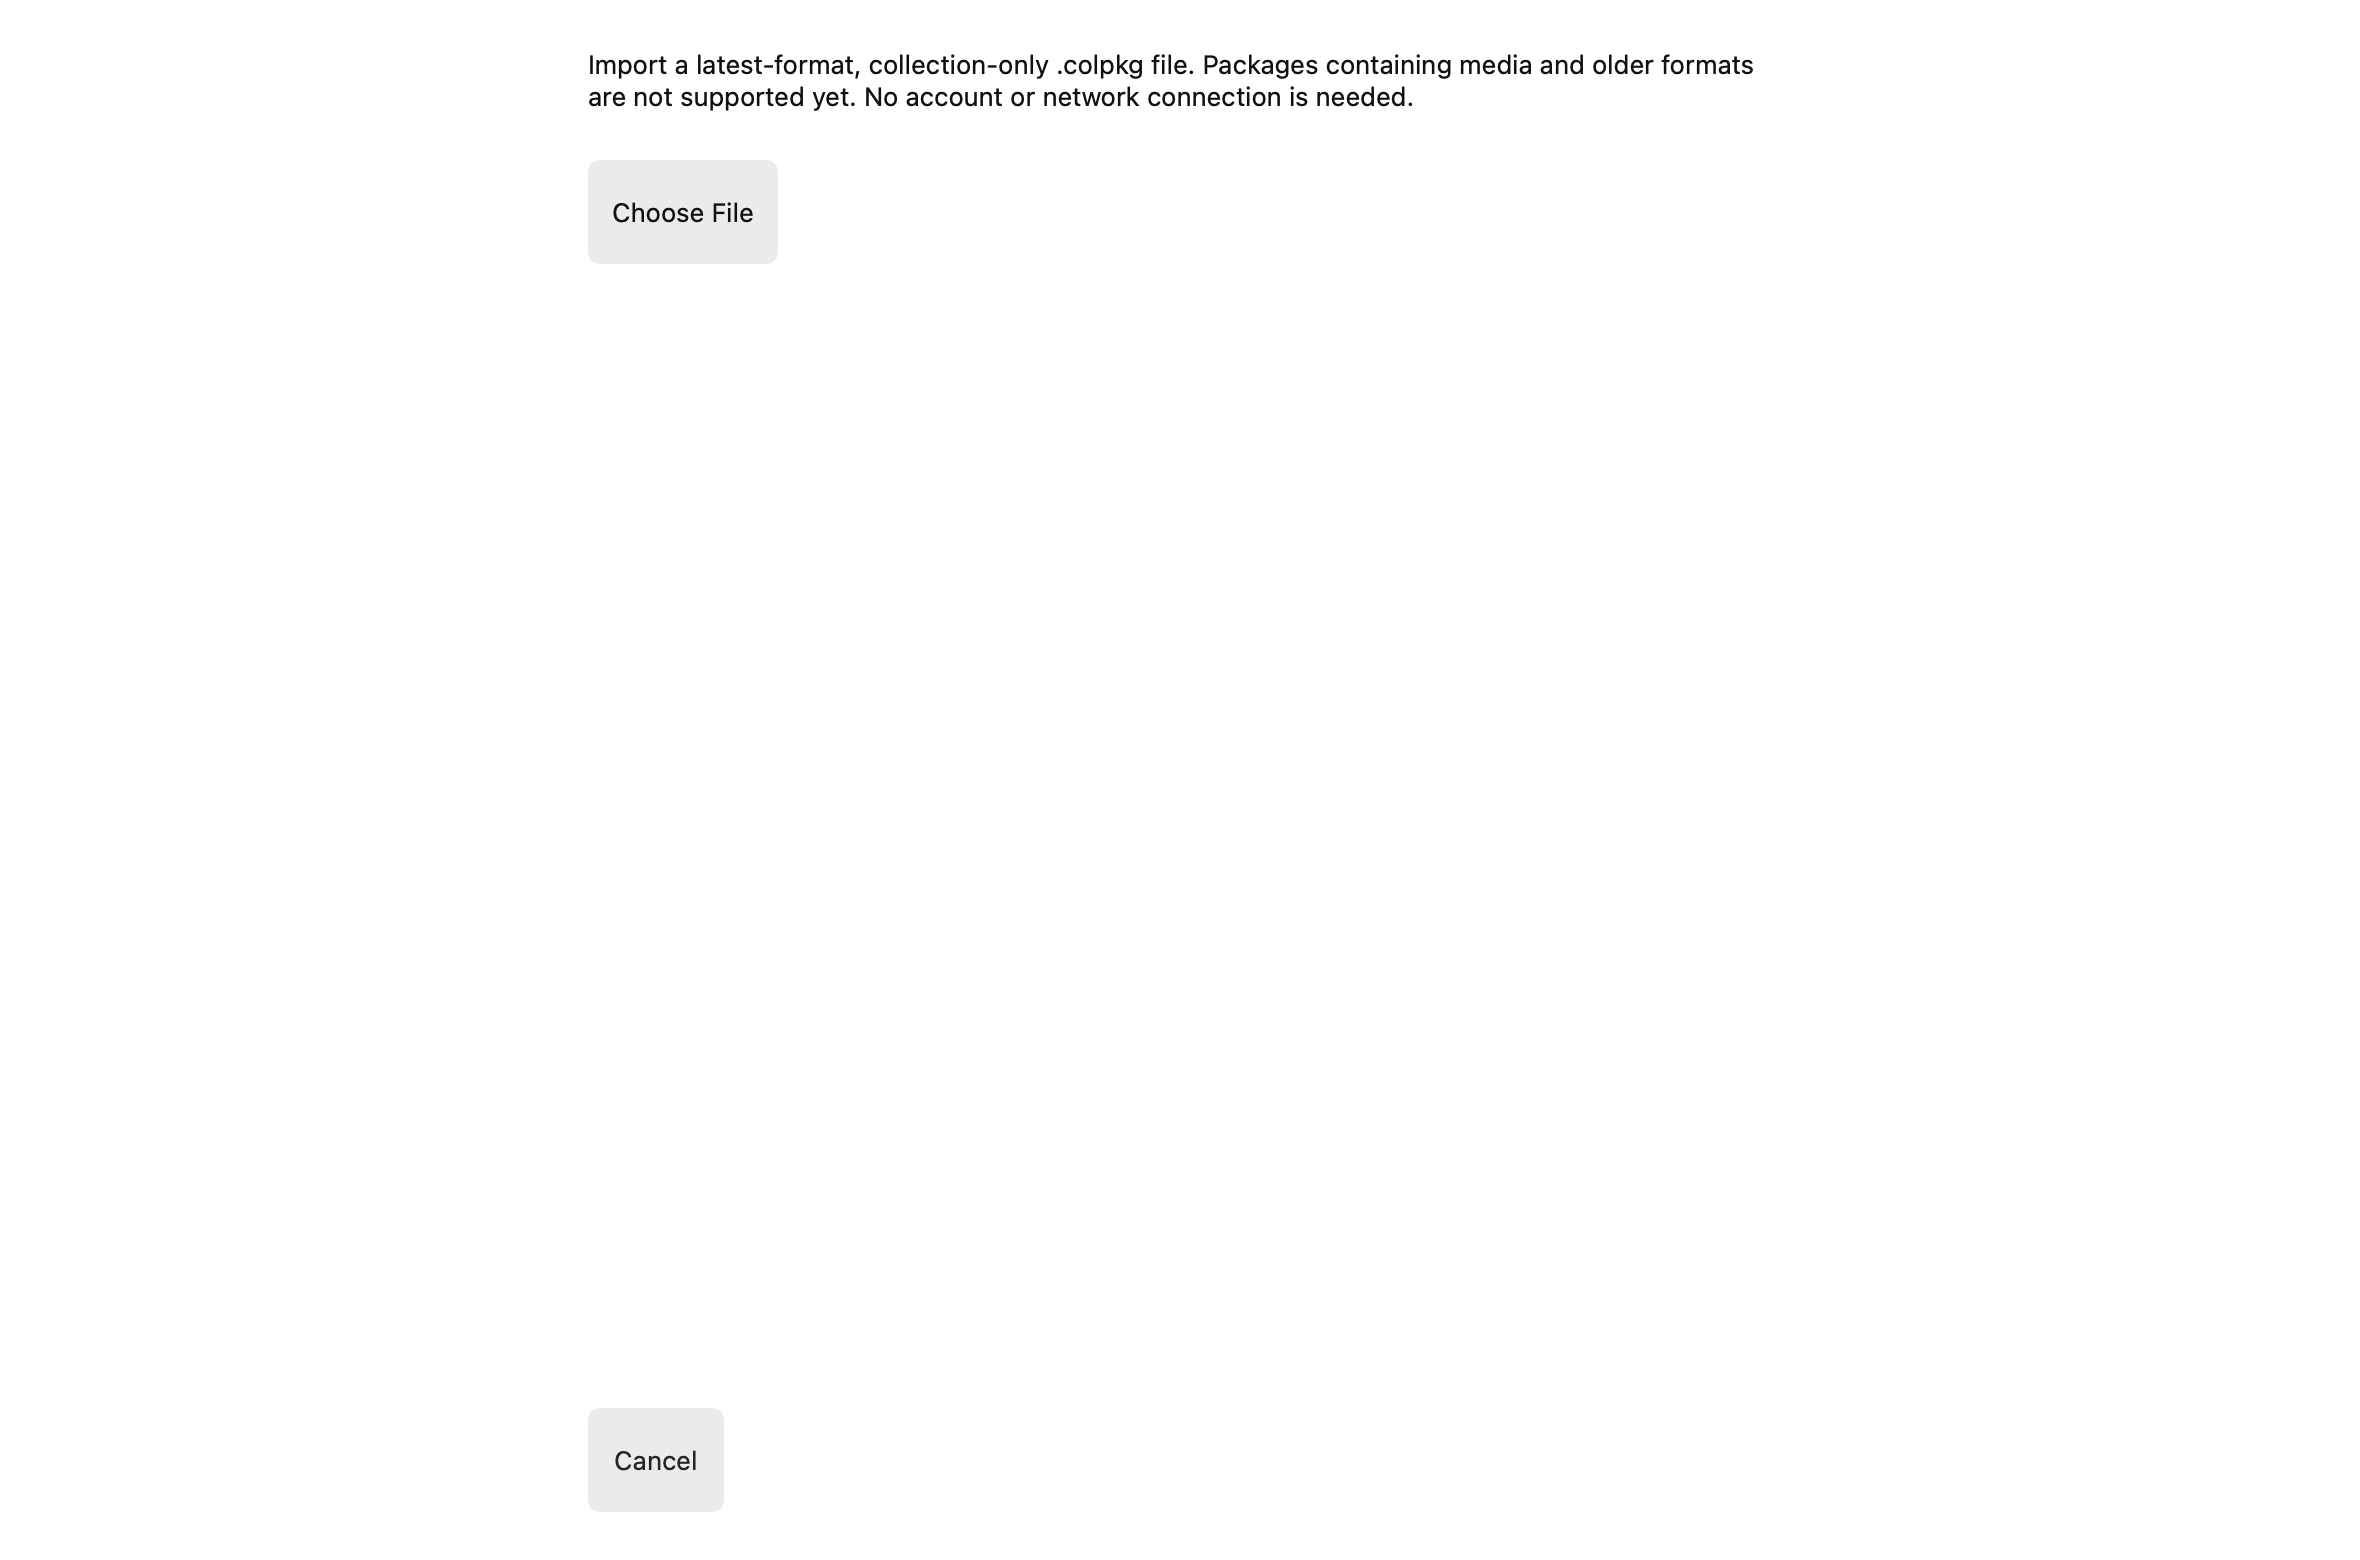 Import a latest-format, collection-only .colpkg file. Packages containing media and older formats
are not supported yet. No account or network connection is needed.
Choose File
Cancel